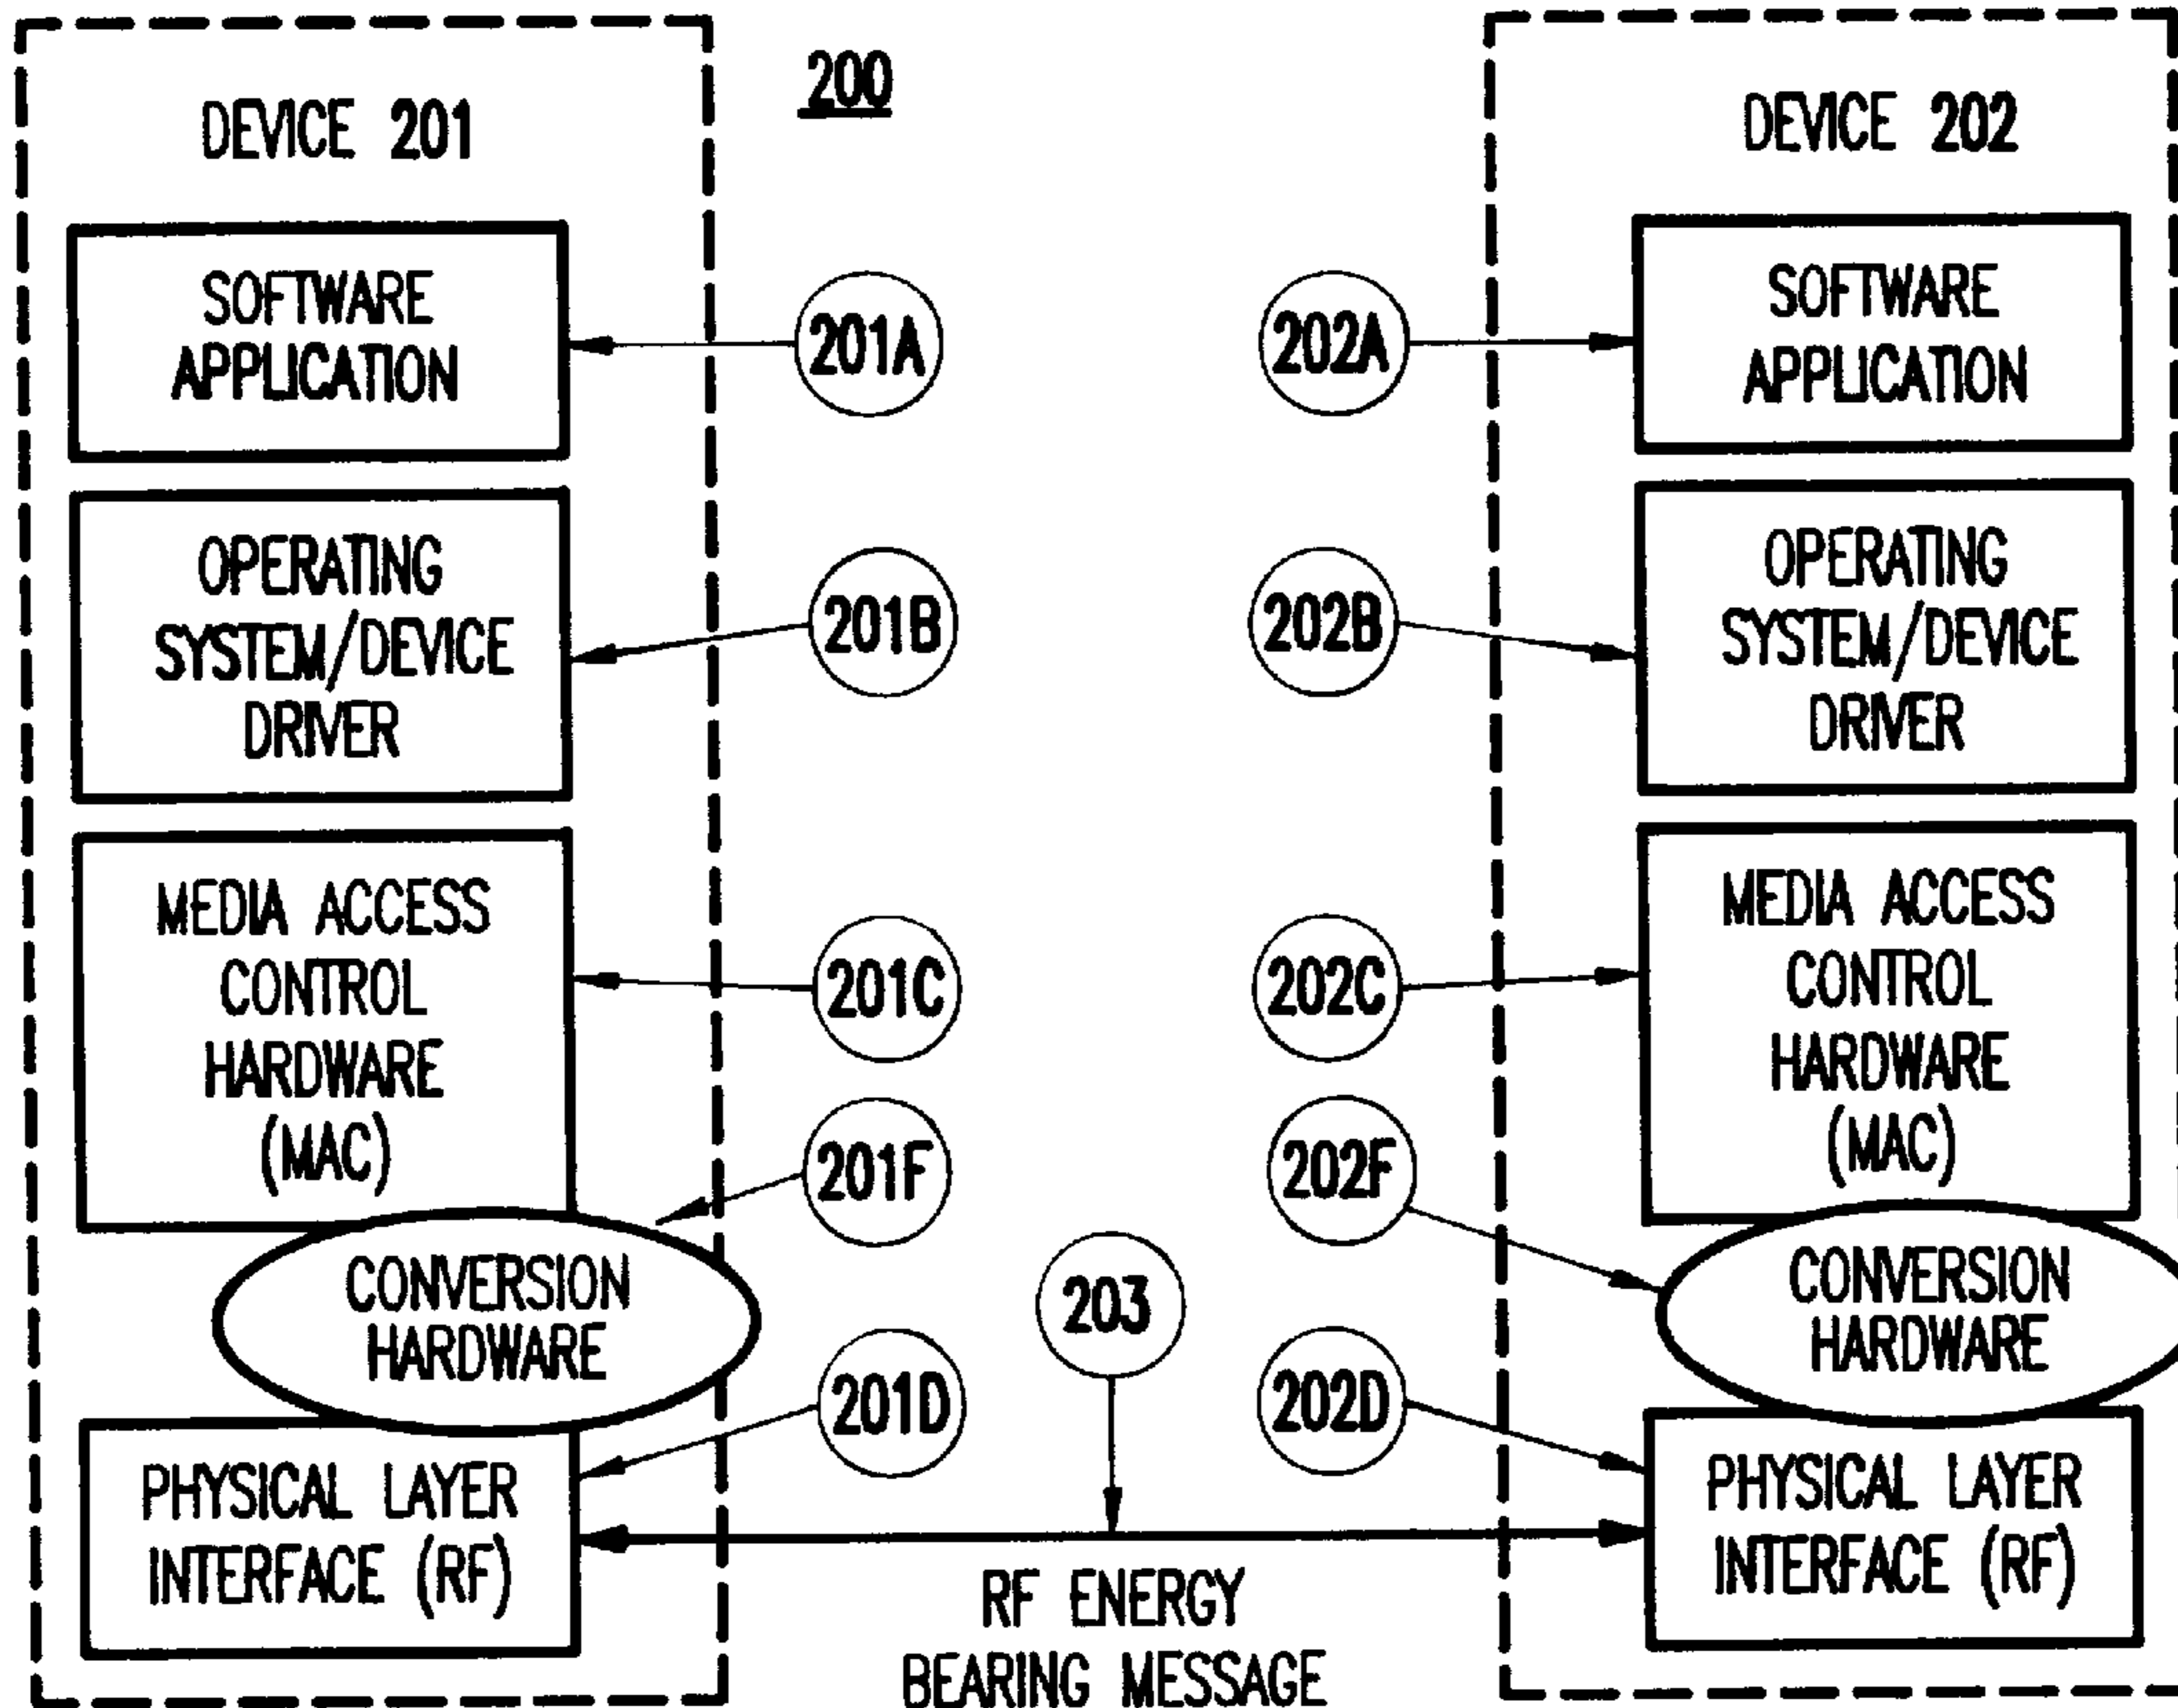 200
DEVICE 201
SOFTWARE
APPLICATION
OPERATING
SYSTEM/DEVICE
DRIVER
MEDIA ACCESS
CONTROL
HARDWARE
(MAC)
CONVERSION
HARDWARE
PHYSICAL LAYER
INTERFACE (RF)
201A
201B
201C
201F
201D
203
RF ENERGY
BEARING MESSAGE
202A
202B
202C
202F
202D
DEVICE 202
SOFTWARE
APPLICATION
OPERATING
SYSTEM/DEVICE
DRIVER
MEDIA ACCESS
CONTROL
HARDWARE
(MAC)
CONVERSION
HARDWARE
PHYSICAL LAYER
INTERFACE (RF)